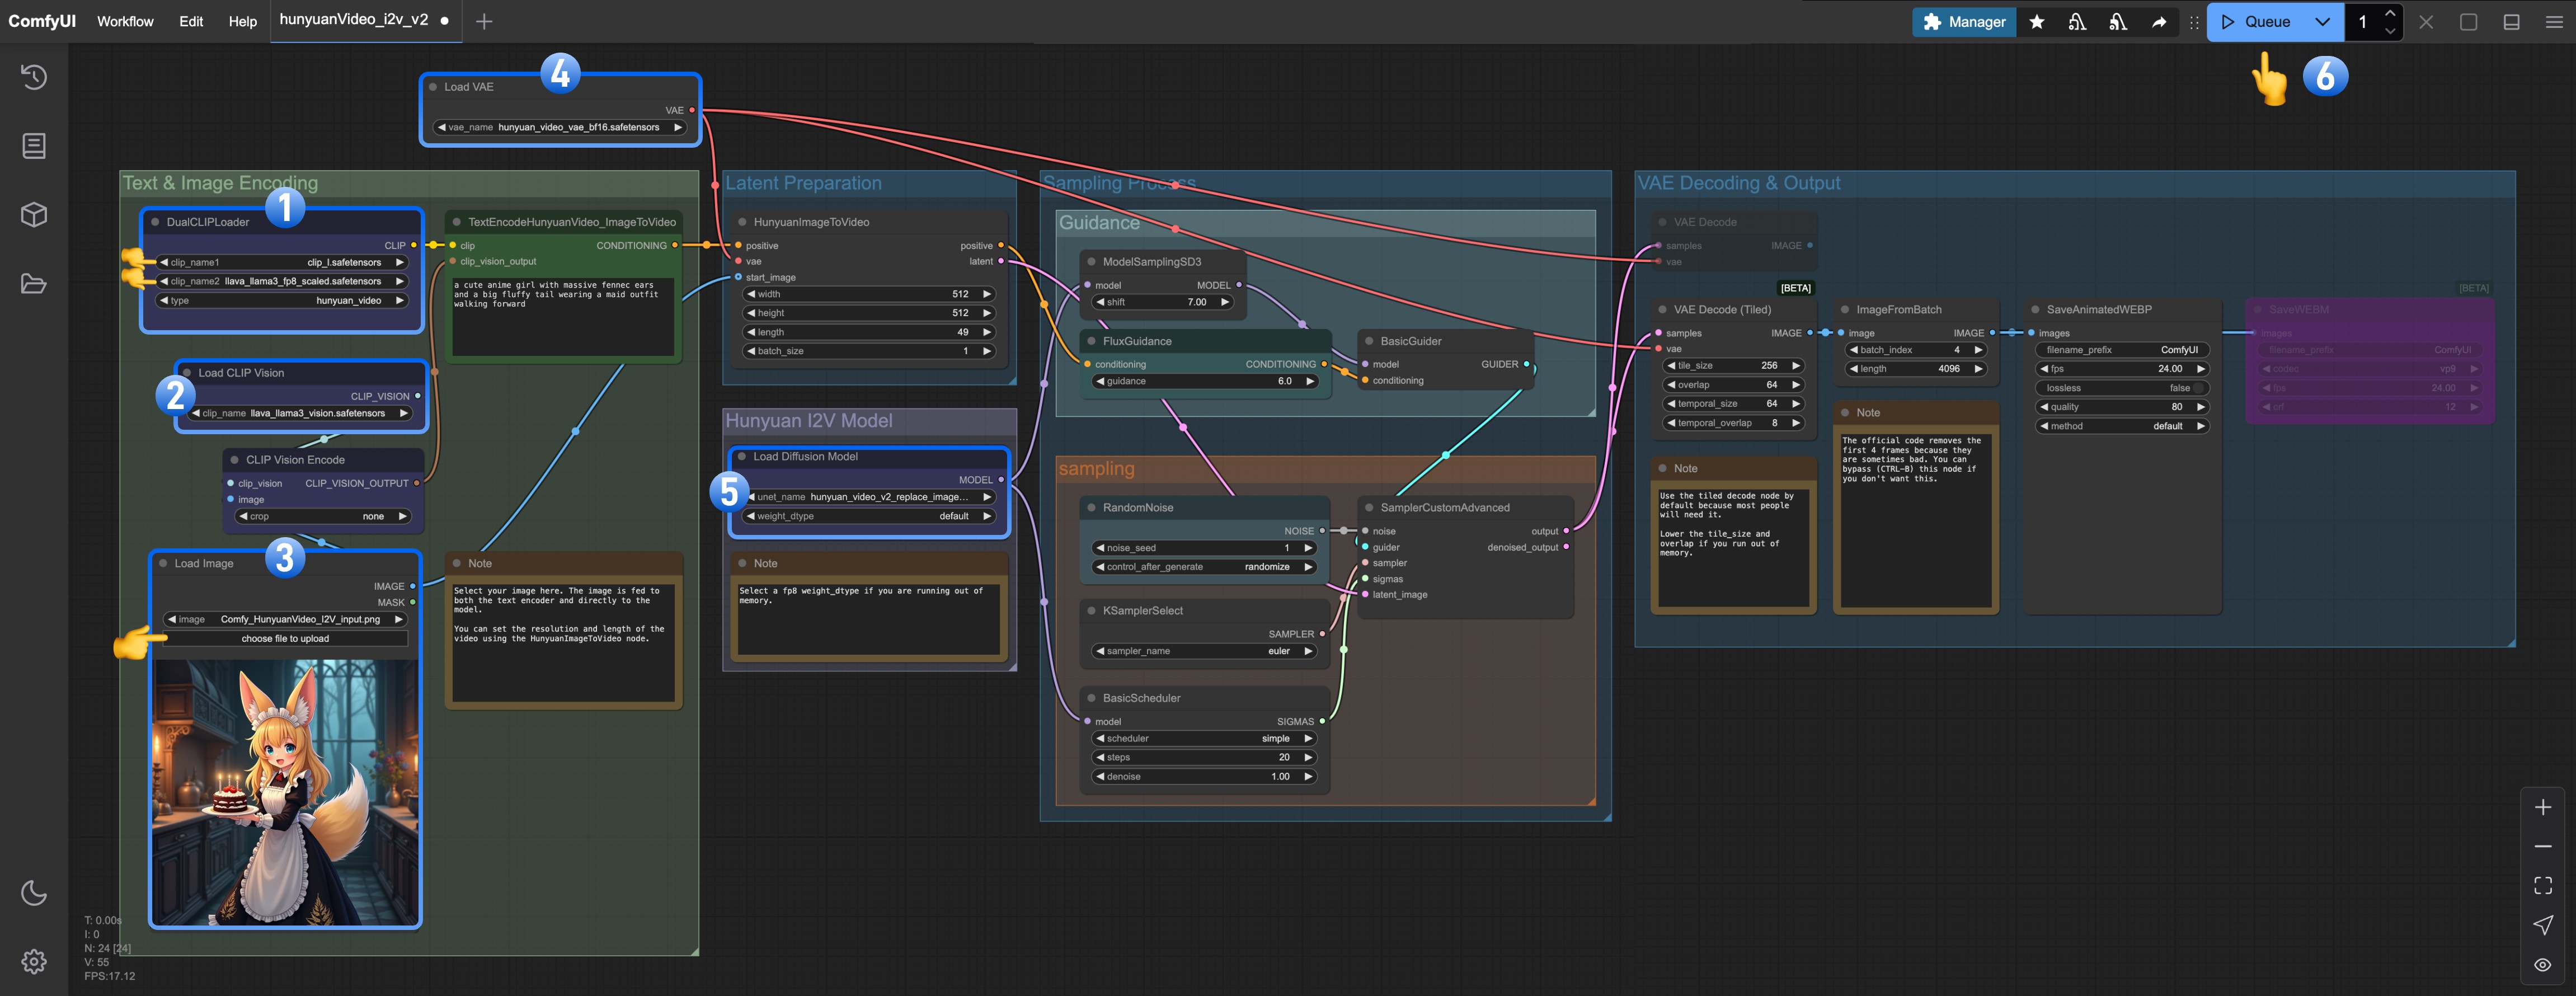 ComfyUI Workflow Edit Help hunyuanVideo_i2v_v2
Manager Queue 1
6
4
Load VAE
VAE
vae_name hunyuan_video_vae_bf16.safetensors
Text & Image Encoding
1
DualCLIPLoader
CLIP
clip_name1 clip_l.safetensors
clip_name2 llava_llama3_fp8_scaled.safetensors
type hunyuan_video
TextEncodeHunyuanVideo_ImageToVideo
clip CONDITIONING
clip_vision_output
a cute anime girl with massive fennec ears
and a big fluffy tail wearing a maid outfit
walking forward
2
Load CLIP Vision
CLIP_VISION
clip_name llava_llama3_vision.safetensors
CLIP Vision Encode
clip_vision CLIP_VISION_OUTPUT
image
crop none
3
Load Image
IMAGE
MASK
image Comfy_HunyuanVideo_I2V_input.png
choose file to upload
Note
Select your image here. The image is fed to
both the text encoder and directly to the
model.
You can set the resolution and length of the
video using the HunyuanImageToVideo node.
Latent Preparation
HunyuanImageToVideo
positive positive
vae latent
start_image
width 512
height 512
length 49
batch_size 1
Hunyuan I2V Model
5
Load Diffusion Model
MODEL
unet_name hunyuan_video_v2_replace_image...
weight_dtype default
Note
Select a fp8 weight_dtype if you are running out of
memory.
Sampling Process
Guidance
ModelSamplingSD3
model MODEL
shift 7.00
FluxGuidance
conditioning CONDITIONING
guidance 6.0
BasicGuider
model GUIDER
conditioning
sampling
RandomNoise
NOISE
noise_seed 1
control_after_generate randomize
KSamplerSelect
SAMPLER
sampler_name euler
BasicScheduler
model SIGMAS
scheduler simple
steps 20
denoise 1.00
SamplerCustomAdvanced
noise output
guider denoised_output
sampler
sigmas
latent_image
VAE Decoding & Output
VAE Decode
samples IMAGE
vae
[BETA]
VAE Decode (Tiled)
samples IMAGE
vae
tile_size 256
overlap 64
temporal_size 64
temporal_overlap 8
Note
Use the tiled decode node by
default because most people
will need it.
Lower the tile_size and
overlap if you run out of
memory.
ImageFromBatch
image IMAGE
batch_index 4
length 4096
Note
The official code removes the
first 4 frames because they
are sometimes bad. You can
bypass (CTRL-B) this node if
you don't want this.
SaveAnimatedWEBP
images
filename_prefix ComfyUI
fps 24.00
lossless false
quality 80
method default
[BETA]
SaveWEBM
images
filename_prefix ComfyUI
codec vp9
fps 24.00
crf 12
T: 0.00s
I: 0
N: 24 [24]
V: 55
FPS:17.12